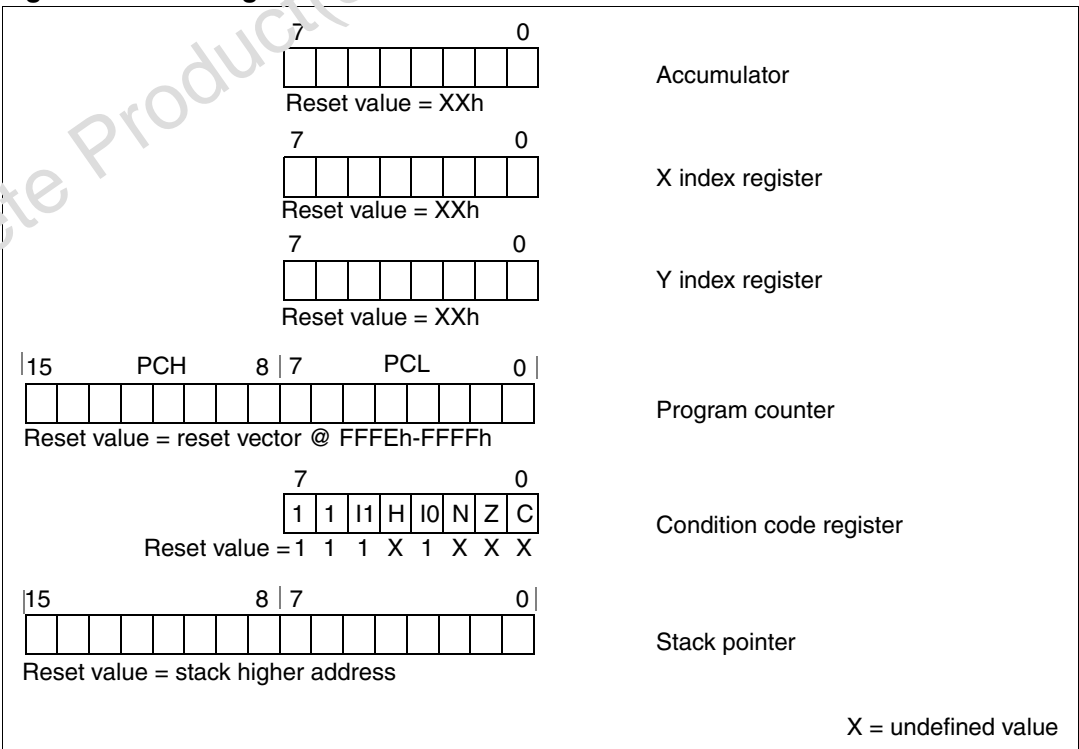 7 0
Accumulator
Reset value = XXh
7 0
X index register
Reset value = XXh
7 0
Y index register
Reset value = XXh
15 PCH 8 7 PCL 0
Program counter
Reset value = reset vector @ FFFEh-FFFFh
7 0
1 1 I1 H I0 N Z C
Condition code register
Reset value = 1 1 1 X 1 X X X
15 8 7 0
Stack pointer
Reset value = stack higher address
X = undefined value